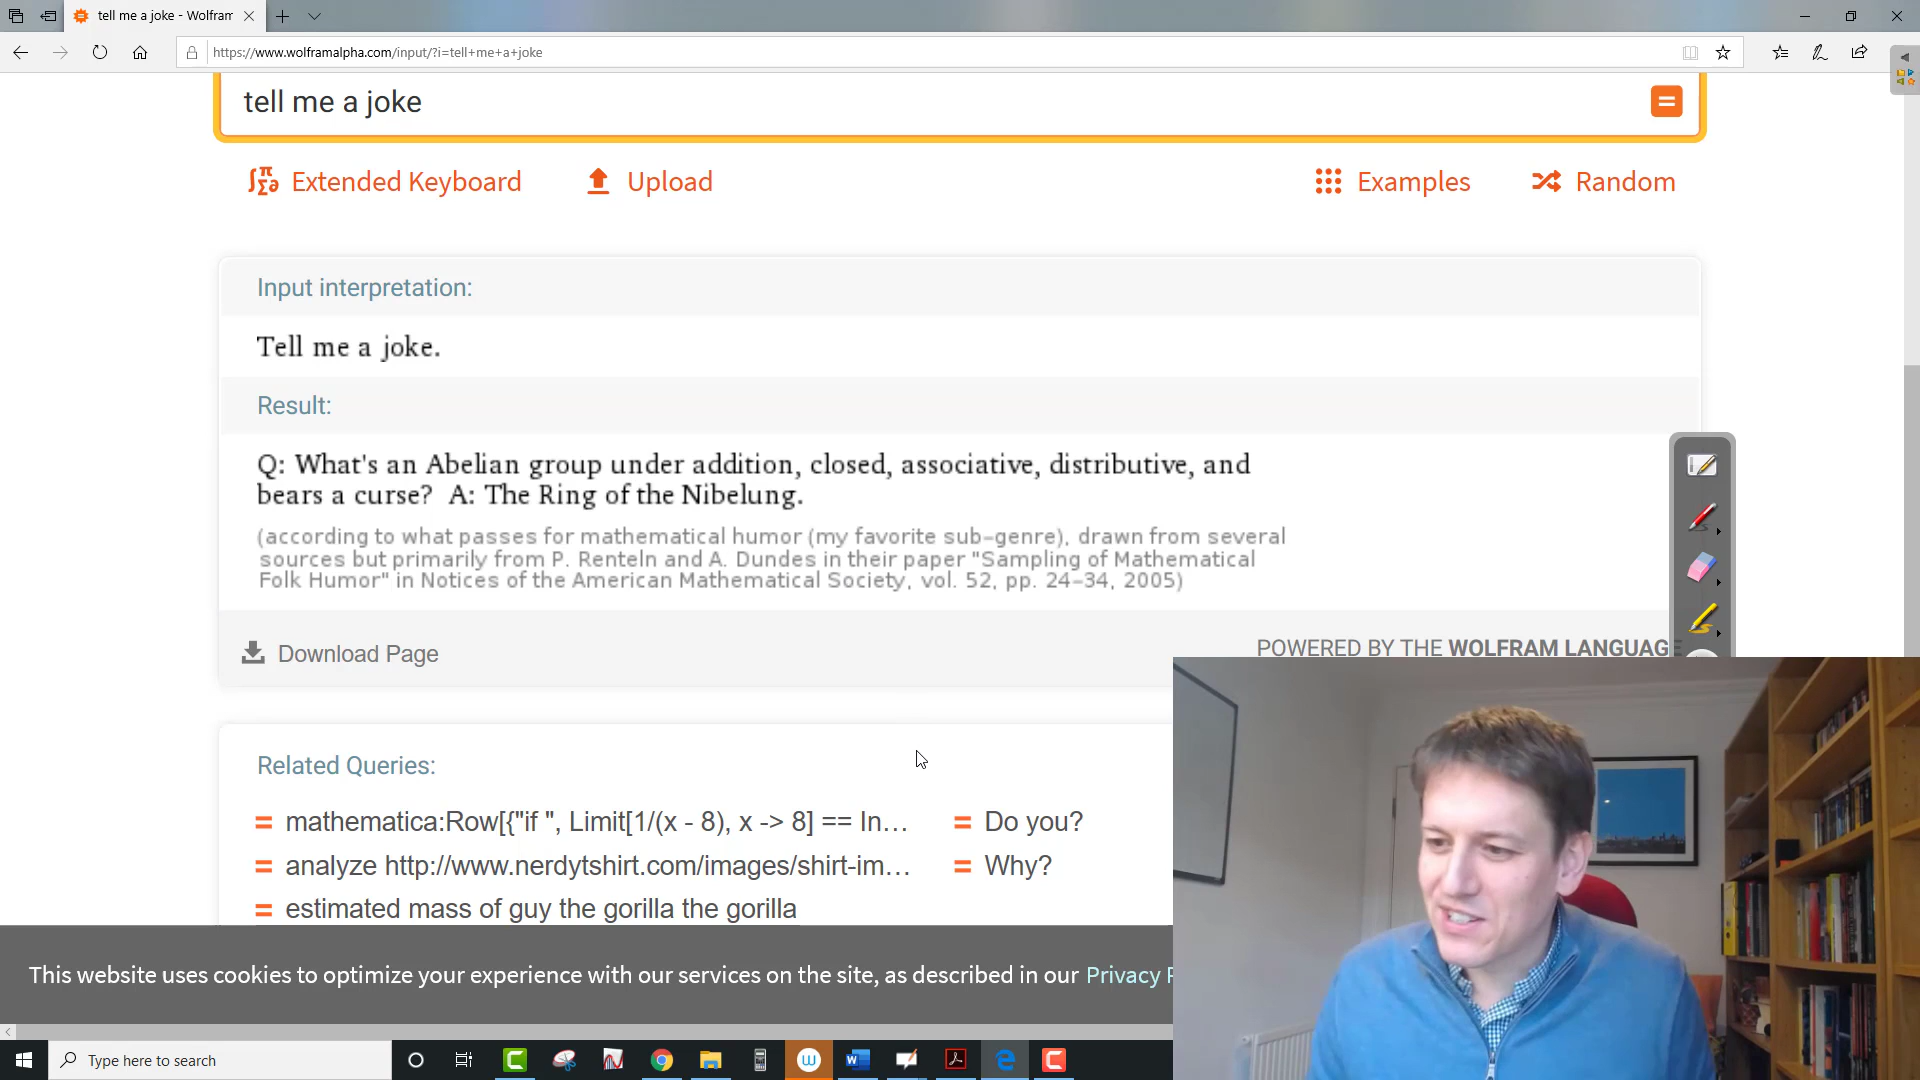 tell me a joke - Wolfram
https://www.wolframalpha.com/input/?i=tell+me+a+joke
tell me a joke
Extended Keyboard
Upload
Examples
Random
Input interpretation:
Tell me a joke.
Result:
Q: What's an Abelian group under addition, closed, associative, distributive, and
bears a curse?  A: The Ring of the Nibelung.
(according to what passes for mathematical humor (my favorite sub-genre), drawn from several
sources but primarily from P. Renteln and A. Dundes in their paper "Sampling of Mathematical
Folk Humor" in Notices of the American Mathematical Society, vol. 52, pp. 24-34, 2005)
Download Page
POWERED BY THE WOLFRAM LANGUAGE
Related Queries:
mathematica:Row[{"if ", Limit[1/(x - 8), x -> 8] == In…
Do you?
analyze http://www.nerdytshirt.com/images/shirt-im…
Why?
estimated mass of guy the gorilla the gorilla
This website uses cookies to optimize your experience with our services on the site, as described in our Privacy P
Type here to search